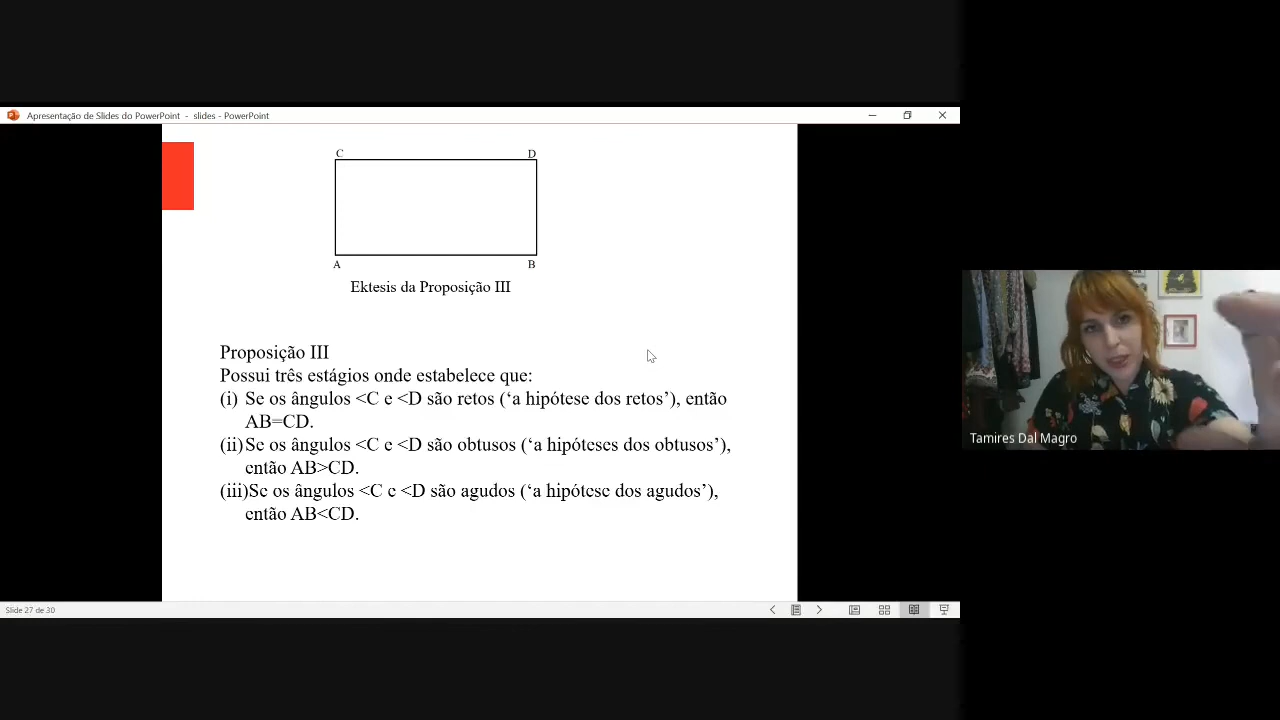 Apresentação de Slides do PowerPoint - slides - PowerPoint
C D
A B
Ektesis da Proposição III
Proposição III
Possui três estágios onde estabelece que:
(i) Se os ângulos <C e <D são retos (‘a hipótese dos retos’), então
AB=CD.
(ii)Se os ângulos <C e <D são obtusos (‘a hipóteses dos obtusos’),
então AB>CD.
(iii)Se os ângulos <C e <D são agudos (‘a hipótese dos agudos’),
então AB<CD.
Tamires Dal Magro
Slide 27 de 30